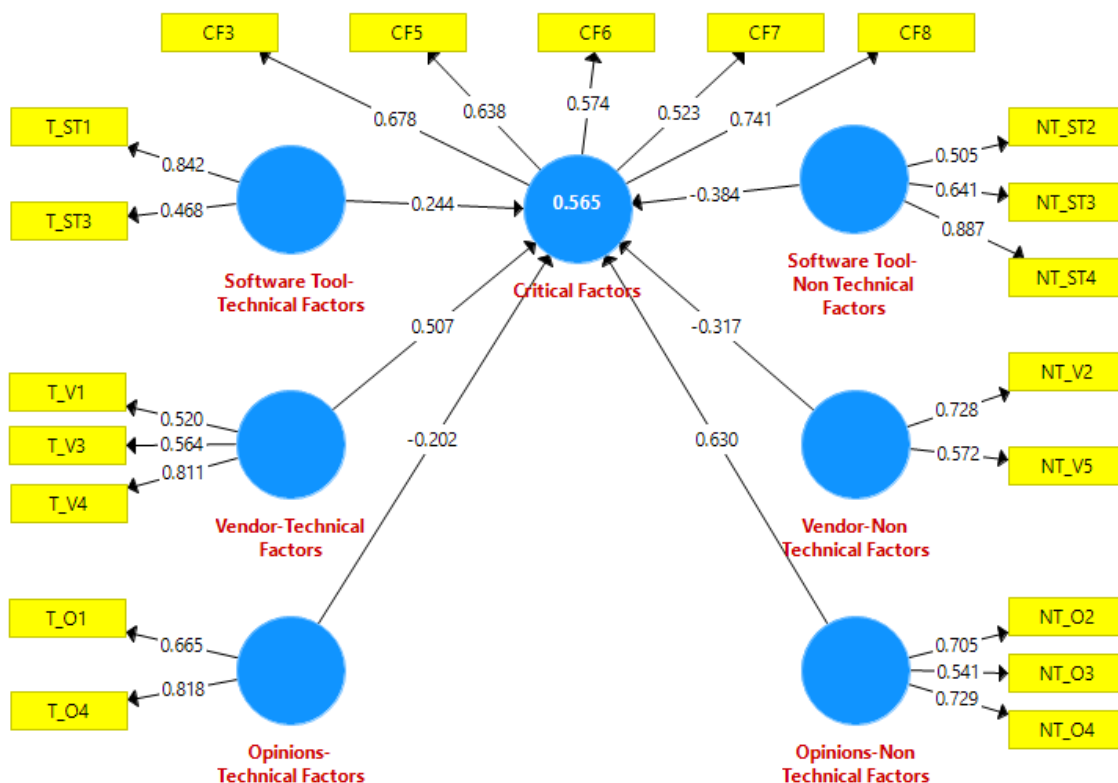 CF3
CF5
CF6
CF7
CF8
0.678
0.638
0.574
0.523
0.741
T_ST1
T_ST3
0.842
0.468
Software Tool-
Technical Factors
0.244
0.565
Critical Factors
-0.384
Software Tool-
Non Technical
Factors
0.505
0.641
0.887
NT_ST2
NT_ST3
NT_ST4
T_V1
T_V3
T_V4
0.520
0.564
0.811
Vendor-Technical
Factors
0.507
-0.317
Vendor-Non
Technical Factors
0.728
0.572
NT_V2
NT_V5
T_O1
T_O4
0.665
0.818
Opinions-
Technical Factors
-0.202
0.630
Opinions-Non
Technical Factors
0.705
0.541
0.729
NT_O2
NT_O3
NT_O4